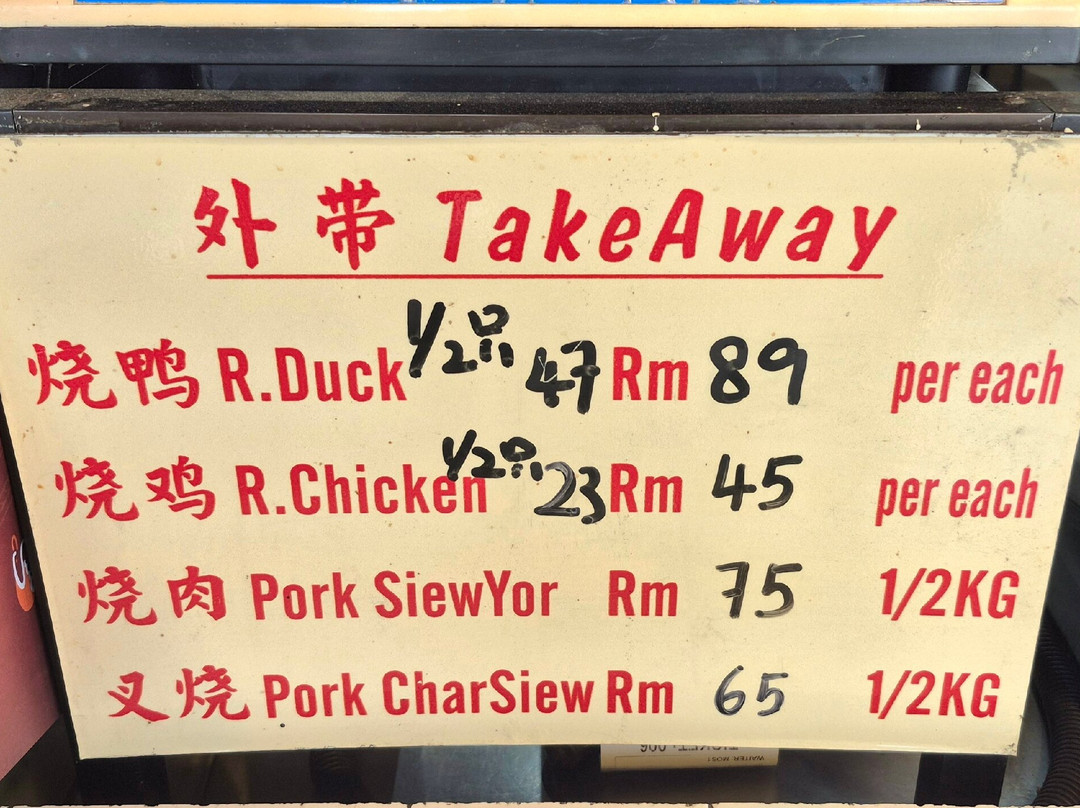 外带 TakeAway
烧鸭 R.Duck 1/2只 47 Rm 89 per each
烧鸡 R.Chicken 1/2只 23 Rm 45 per each
烧肉 Pork SiewYor Rm 75 1/2KG
叉烧 Pork CharSiew Rm 65 1/2KG